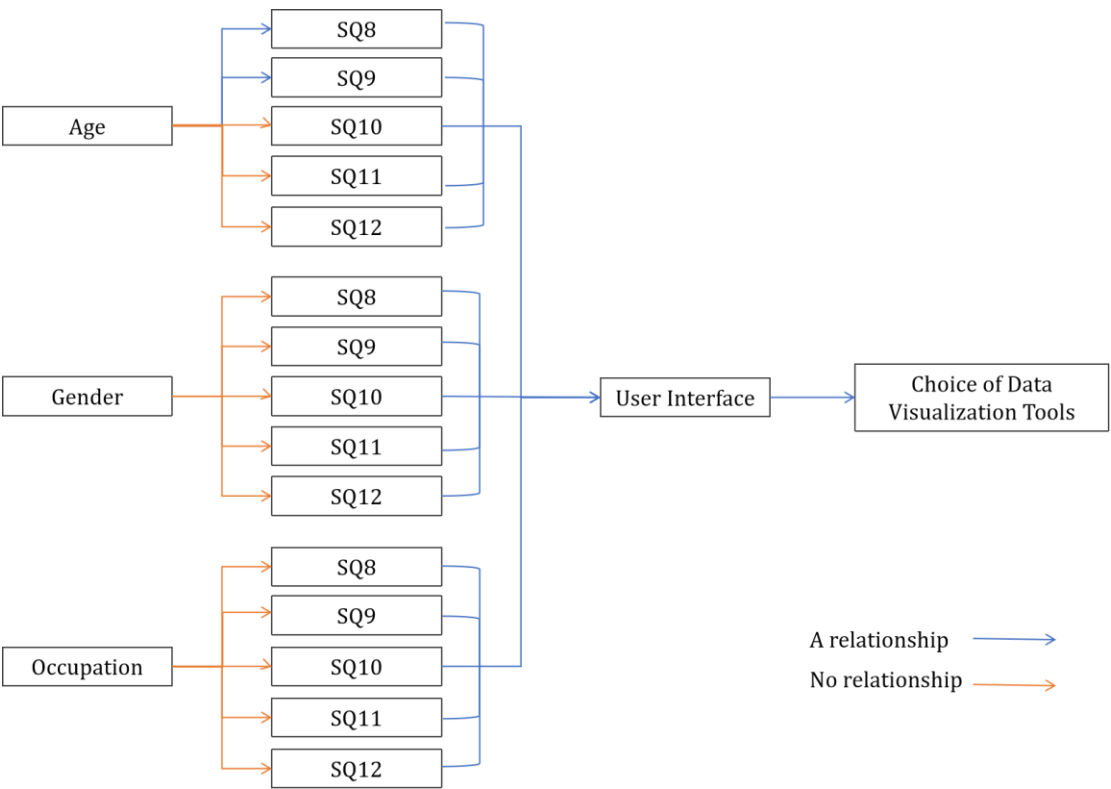 Age
SQ8
SQ9
SQ10
SQ11
SQ12
Gender
SQ8
SQ9
SQ10
SQ11
SQ12
Occupation
SQ8
SQ9
SQ10
SQ11
SQ12
User Interface
Choice of Data
Visualization Tools
A relationship
No relationship